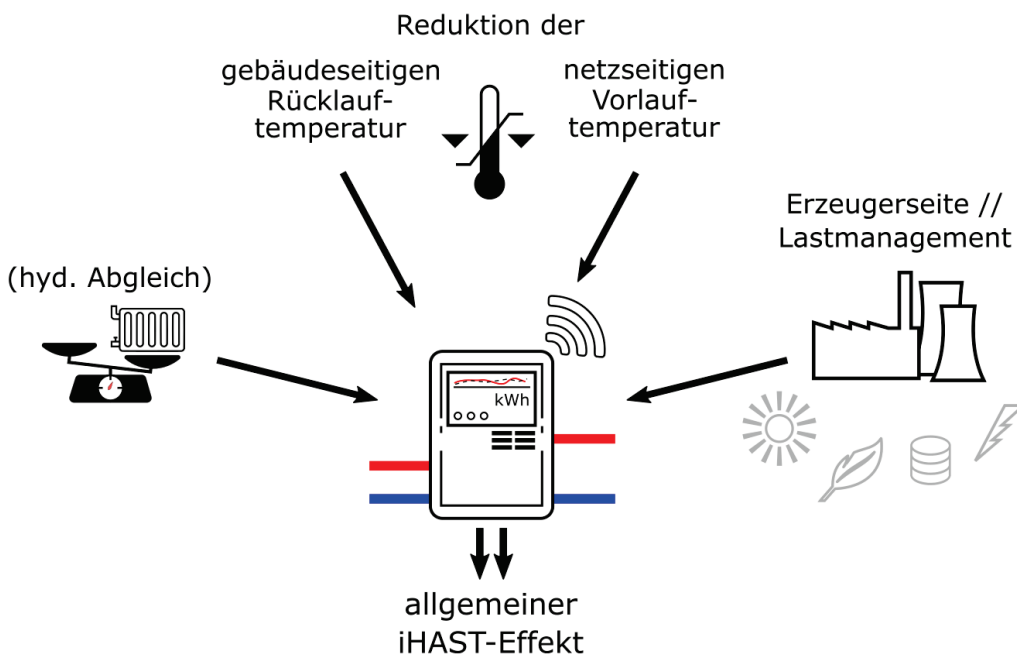 Reduktion der
gebäudeseitigen
Rücklauf-
temperatur
netzseitigen
Vorlauf-
temperatur
Erzeugerseite //
Lastmanagement
(hyd. Abgleich)
kWh
allgemeiner
iHAST-Effekt